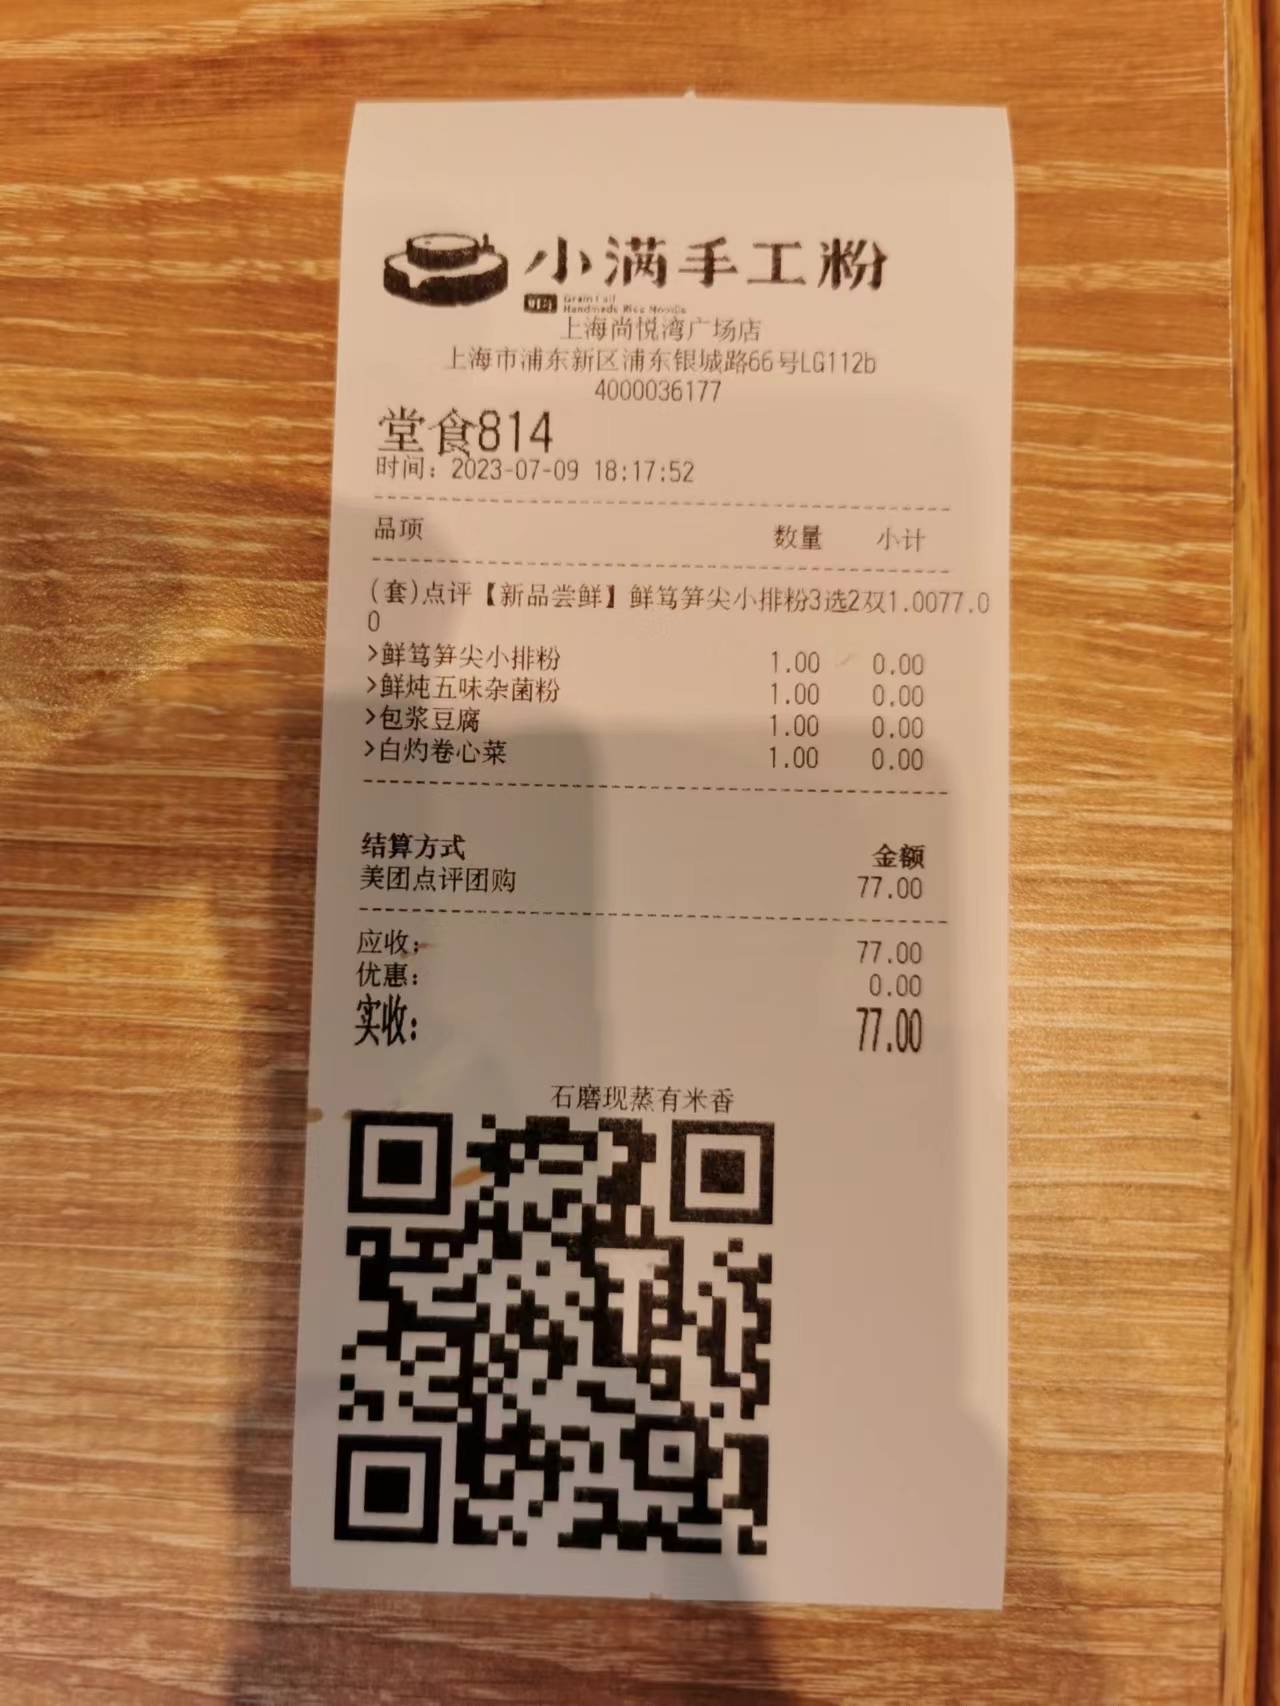 小满手工粉
Handmade Rice Noodle
上海尚悦湾广场店
上海市浦东新区浦东银城路66号LG112b
4000036177
堂食814
时间：2023-07-09 18:17:52
品项 数量 小计
(套)点评【新品尝鲜】鲜笃笋尖小排粉3选2双1.0077.0
0
>鲜笃笋尖小排粉 1.00 0.00
>鲜炖五味杂菌粉 1.00 0.00
>包浆豆腐 1.00 0.00
>白灼卷心菜 1.00 0.00
结算方式 金额
美团点评团购 77.00
应收: 77.00
优惠: 0.00
实收: 77.00
石磨现蒸有米香